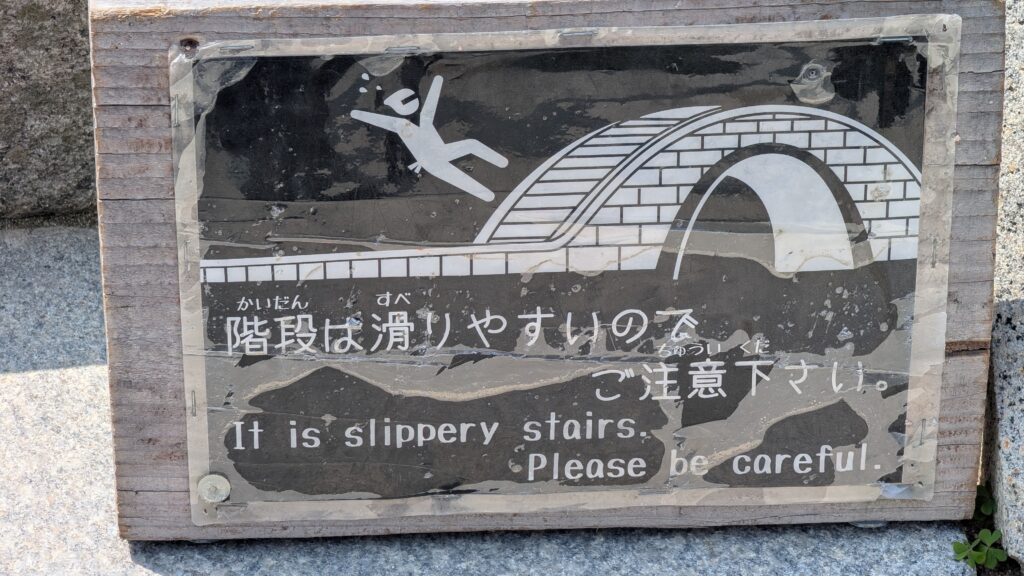 かいだん すべ
階段は滑りやすいので
ちゅうい くだ
ご注意下さい。
It is slippery stairs.
Please be careful.